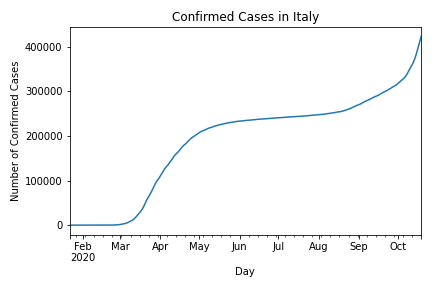 Confirmed Cases in Italy
400000
300000
200000
100000
0
Number of Confirmed Cases
Feb Mar Apr May Jun Jul Aug Sep Oct
2020
Day